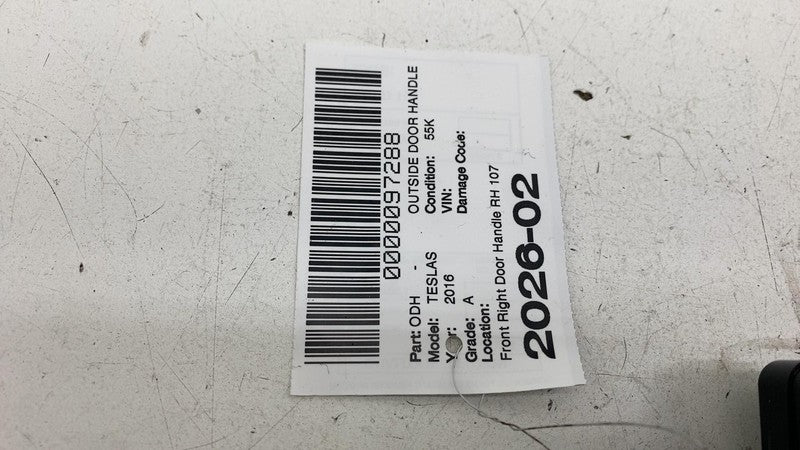 0000097288
Part: ODH - OUTSIDE DOOR HANDLE
Model: TESLAS Condition: 55K
Year: 2016 VIN:
Grade: A Damage Code:
Location:
Front Right Door Handle RH 107
2026-02